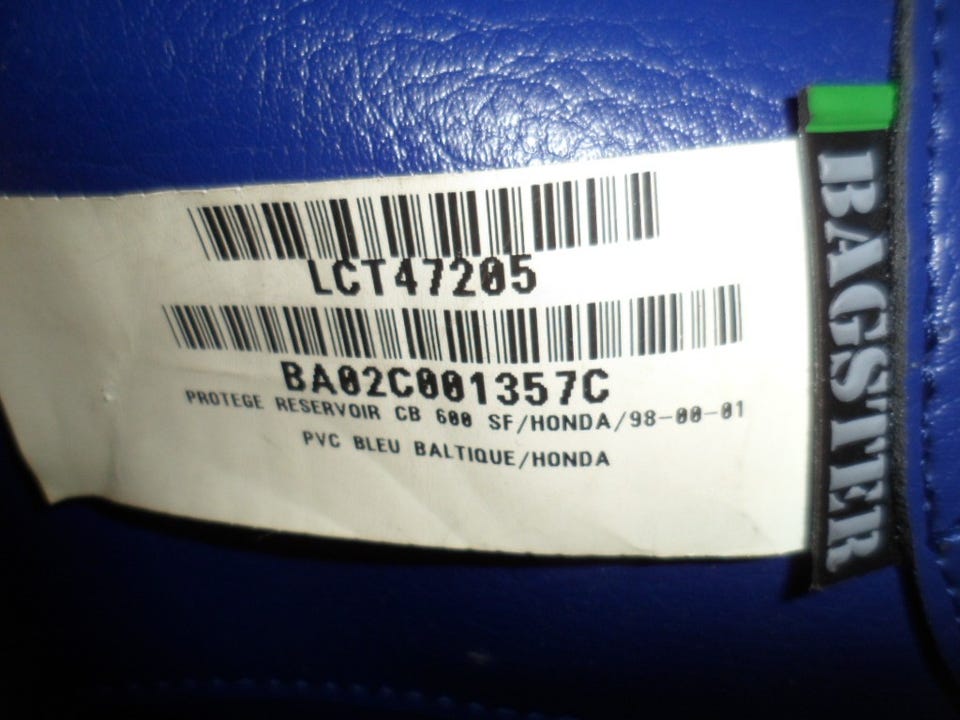 LCT47205
BA02C001357C
PROTEGE RESERVOIR CB 600 SF/HONDA/98-00-01
PVC BLEU BALTIQUE/HONDA
BAGSTER